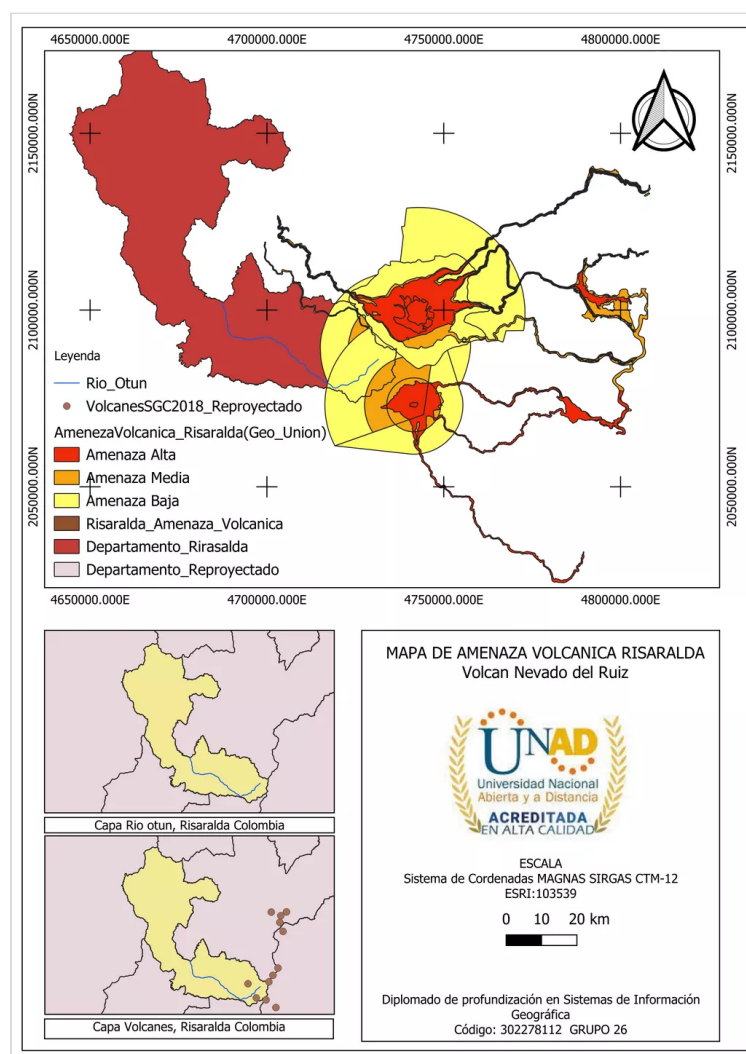 4650000.000E 4700000.000E 4750000.000E 4800000.000E
2150000.000N 2150000.000N
2100000.000N 2100000.000N
2050000.000N 2050000.000N
Leyenda
Rio_Otun
VolcanesSGC2018_Reproyectado
AmenezaVolcanica_Risaralda(Geo_Union)
Amenaza Alta
Amenaza Media
Amenaza Baja
Risaralda_Amenaza_Volcanica
Departamento_Rirasalda
Departamento_Reproyectado
4650000.000E 4700000.000E 4750000.000E 4800000.000E
Capa Rio otun, Risaralda Colombia
Capa Volcanes, Risaralda Colombia
MAPA DE AMENAZA VOLCANICA RISARALDA
Volcan Nevado del Ruiz
UNAD
Universidad Nacional
Abierta y a Distancia
ACREDITADA
EN ALTA CALIDAD
ESCALA
Sistema de Cordenadas MAGNAS SIRGAS CTM-12
ESRI:103539
0 10 20 km
Diplomado de profundización en Sistemas de Información
Geográfica
Código: 302278112 GRUPO 26